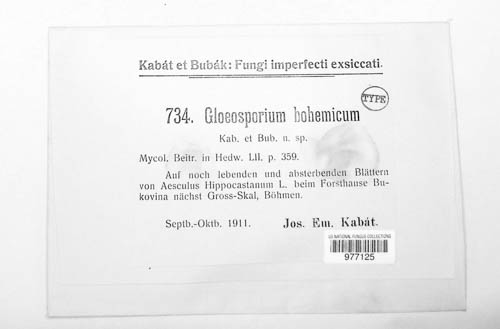 Kabát et Bubák: Fungi imperfecti exsiccati.
TYPE
734. Gloeosporium bohemicum
Kab. et Bub. n. sp.
Mycol. Beitr. in Hedw. LII. p. 359.
Auf noch lebenden und absterbenden Blättern
von Aesculus Hippocastanum L. beim Forsthause Bu-
kovina nächst Gross-Skal, Böhmen.
Septb.-Oktb. 1911. Jos. Em. Kabát.
US NATIONAL FUNGUS COLLECTIONS
977125